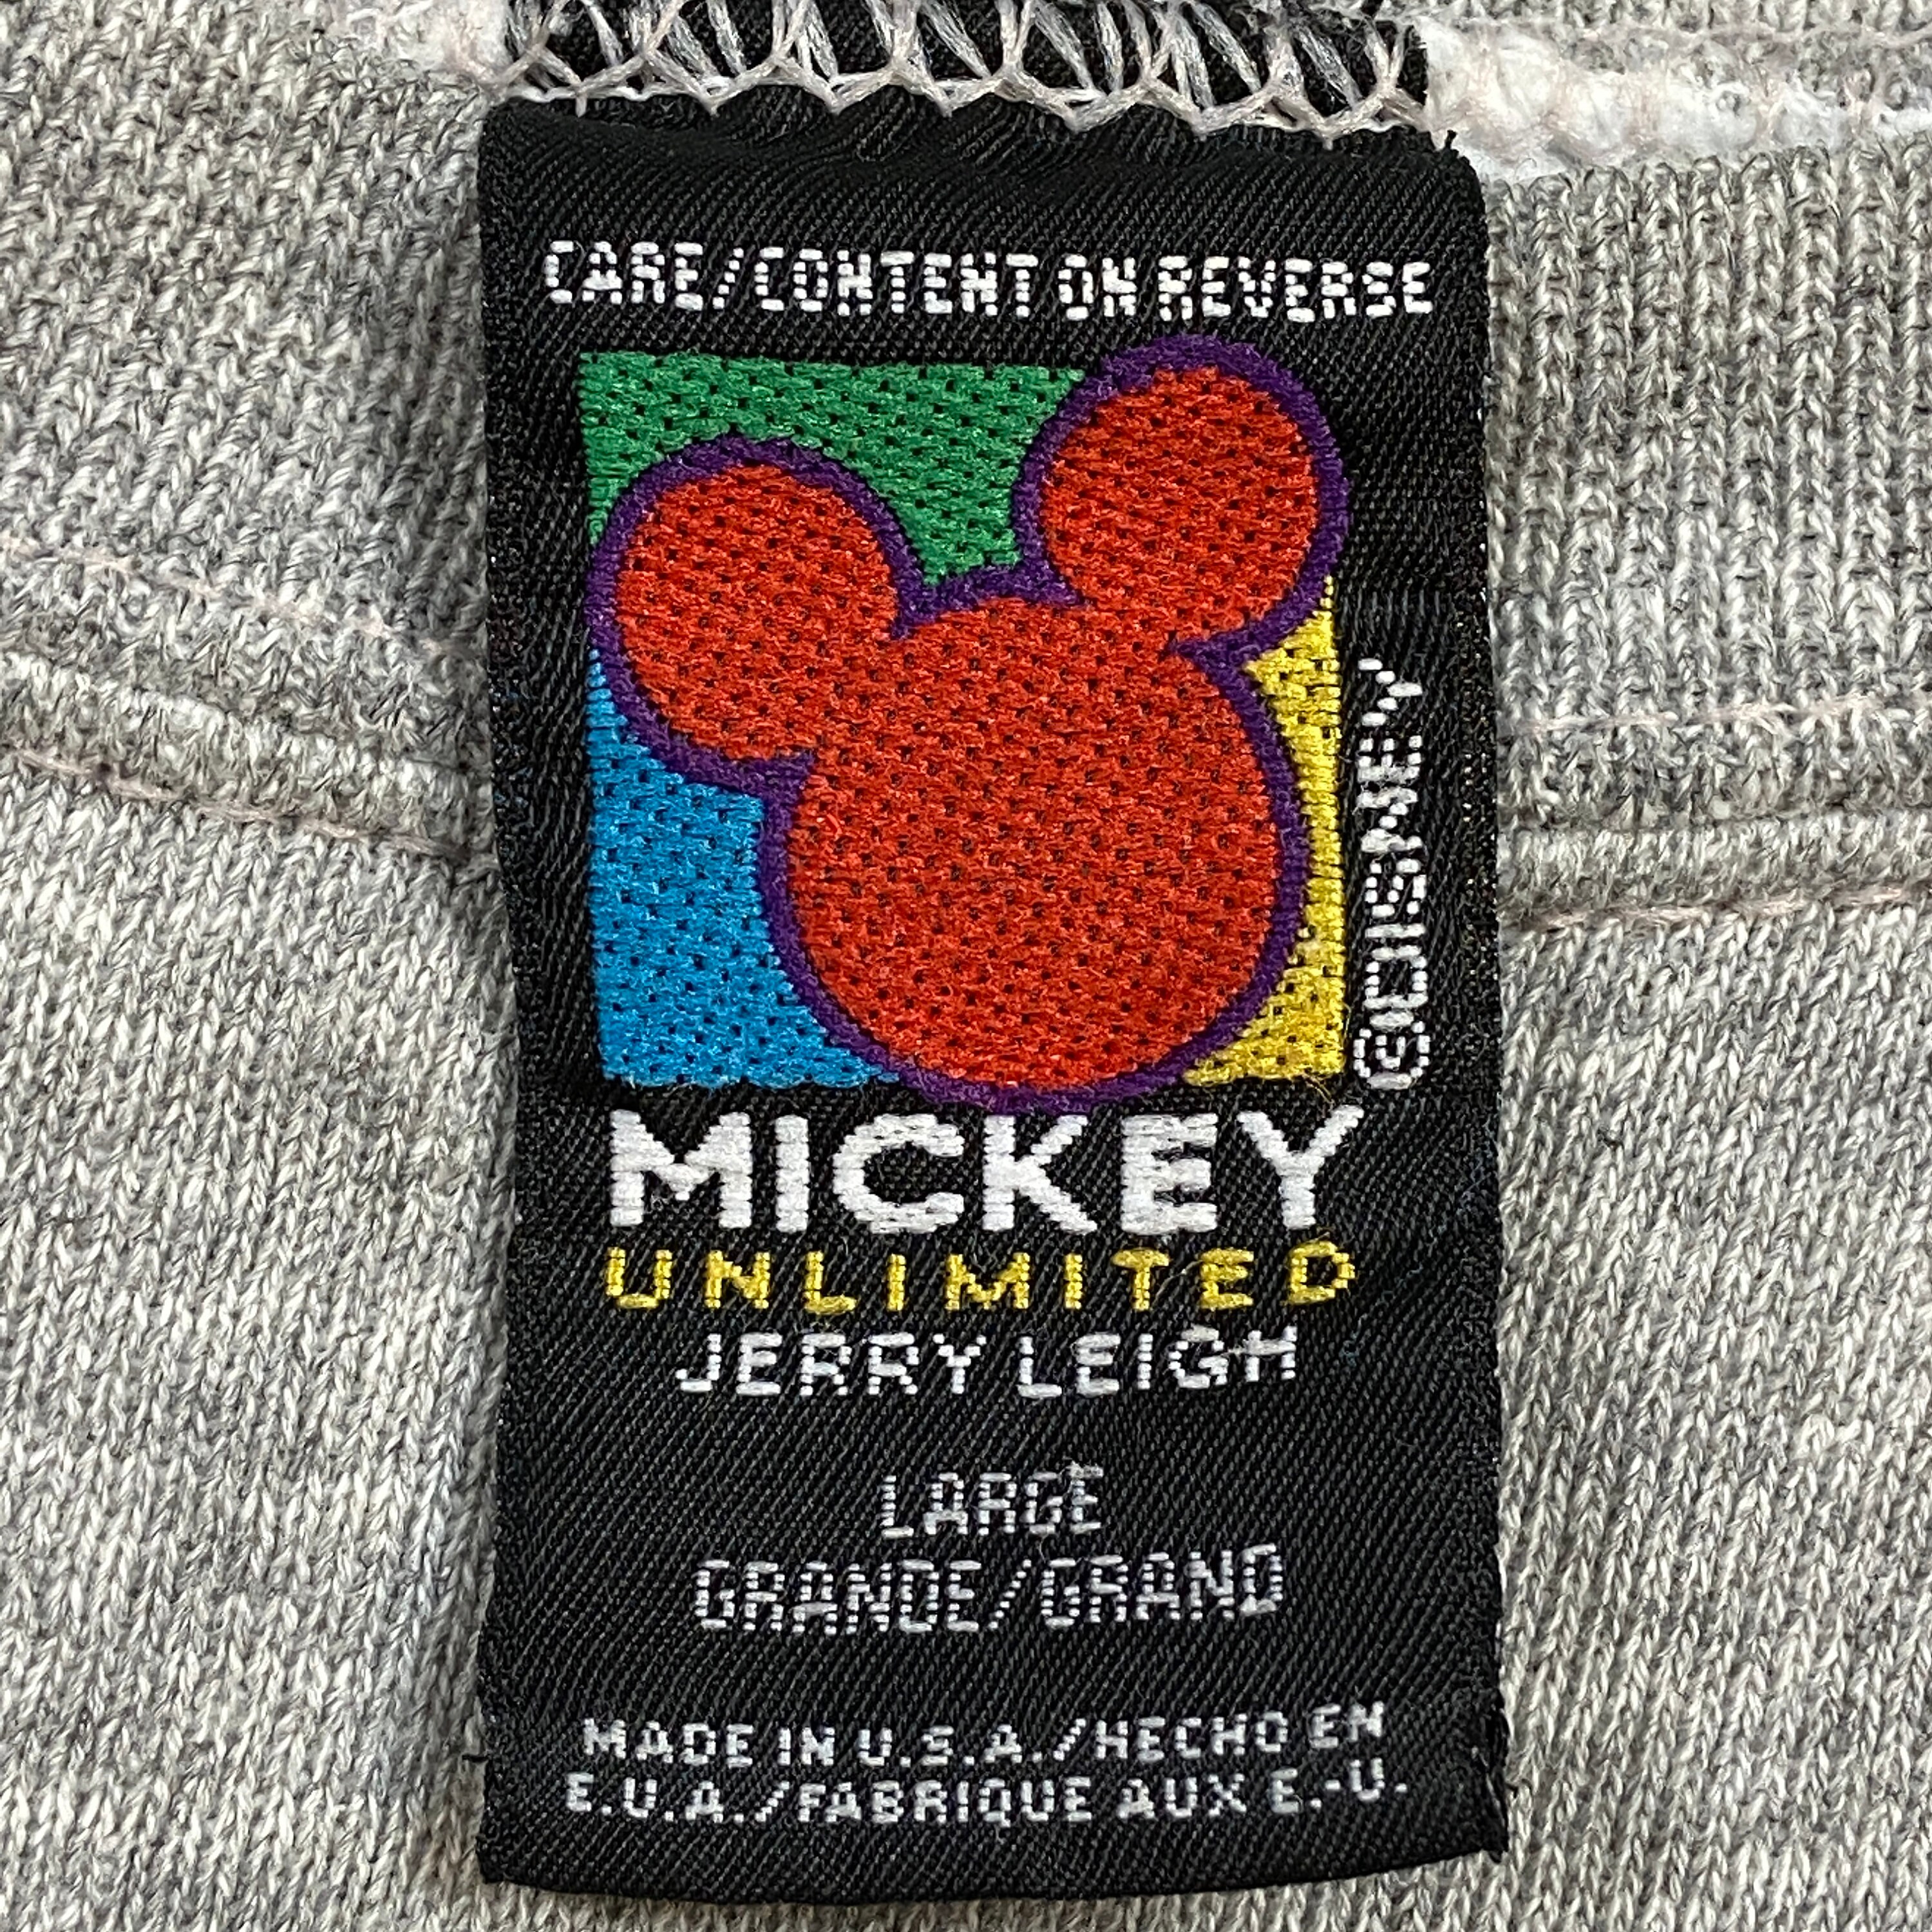 CARE/CONTENT ON REVERSE
©DISNEY
MICKEY
UNLIMITED
JERRY LEIGH
LARGE
GRANDE/GRAND
MADE IN U.S.A./HECHO EN
E.U.A./FABRIQUE AUX E.-U.